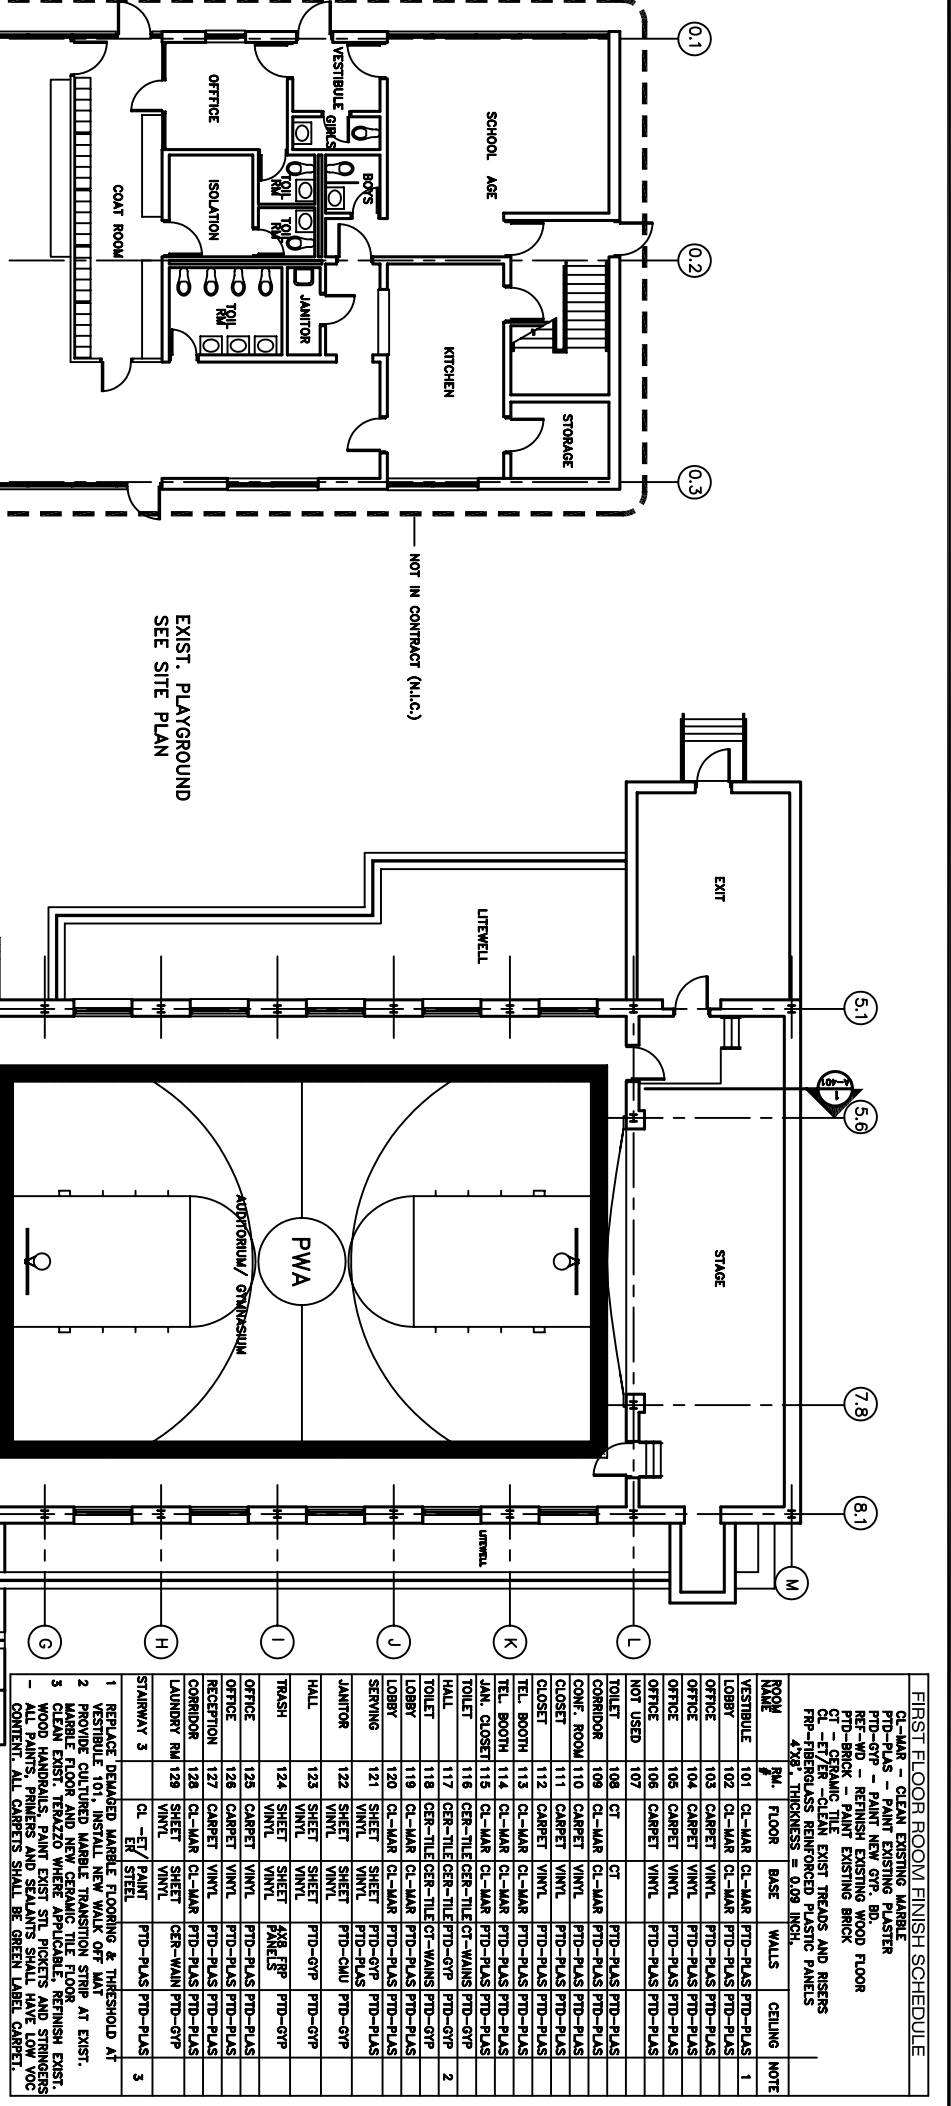 0.1
0.2
0.3
SCHOOL AGE
VESTIBULE
GIRLS
BOYS
OFFFICE
ISOLATION
TOIL-
RM
TOIL-
RM
COAT ROOM
TOIL-
RM
JANITOR
KITCHEN
STORAGE
NOT IN CONTRACT (N.I.C.)
EXIST. PLAYGROUND
SEE SITE PLAN
EXIT
LITEWELL
5.1
1
A-401
5.6
STAGE
PWA
AUDITORIUM/ GYMNASIUM
7.8
8.1
LITEWELL
M
L
K
J
I
H
G
FIRST FLOOR ROOM FINISH SCHEDULE
CL-MAR - CLEAN EXISTING MARBLE
PTD-PLAS - PAINT EXISTING PLASTER
PTD-GYP - PAINT NEW GYP. BD.
REF-WD - REFINISH EXISTING WOOD FLOOR
PTD-BRICK - PAINT EXISTING BRICK
CT - CERAMIC TILE
CL -ET/ER -CLEAN EXIST TREADS AND RISERS
FRP-FIBERGLASS REINFORCED PLASTIC PANELS
4'X8', THICKNESS = 0.09 INCH.
ROOM NAME RM. # FLOOR BASE WALLS CEILING NOTE
VESTIBULE 101 CL-MAR CL-MAR PTD-PLAS PTD-PLAS 1
LOBBY 102 CL-MAR CL-MAR PTD-PLAS PTD-PLAS
OFFICE 103 CARPET VINYL PTD-PLAS PTD-PLAS
OFFICE 104 CARPET VINYL PTD-PLAS PTD-PLAS
OFFICE 105 CARPET VINYL PTD-PLAS PTD-PLAS
OFFICE 106 CARPET VINYL PTD-PLAS PTD-PLAS
NOT USED 107
TOILET 108 CT CT PTD-PLAS PTD-PLAS
CORRIDOR 109 CL-MAR CL-MAR PTD-PLAS PTD-PLAS
CONF. ROOM 110 CARPET VINYL PTD-PLAS PTD-PLAS
CLOSET 111 CARPET VINYL PTD-PLAS PTD-PLAS
CLOSET 112 CARPET VINYL PTD-PLAS PTD-PLAS
TEL. BOOTH 113 CL-MAR CL-MAR PTD-PLAS PTD-PLAS
TEL. BOOTH 114 CL-MAR CL-MAR PTD-PLAS PTD-PLAS
JAN. CLOSET 115 CL-MAR CL-MAR PTD-PLAS PTD-PLAS
TOILET 116 CER-TILE CER-TILE CT-WAINS PTD-GYP
HALL 117 CER-TILE CER-TILE PTD-GYP PTD-GYP 2
TOILET 118 CER-TILE CER-TILE CT-WAINS PTD-GYP
LOBBY 119 CL-MAR CL-MAR PTD-PLAS PTD-PLAS
LOBBY 120 CL-MAR CL-MAR PTD-PLAS PTD-PLAS
SERVING 121 SHEET VINYL SHEET VINYL PTD-GYP PTD-PLAS PTD-PLAS
JANITOR 122 SHEET VINYL SHEET VINYL PTD-CMU PTD-GYP
HALL 123 SHEET VINYL SHEET VINYL PTD-GYP PTD-GYP
TRASH 124 SHEET VINYL SHEET VINYL 4X8 FRP PANELS PTD-GYP
OFFICE 125 CARPET VINYL PTD-PLAS PTD-PLAS
OFFICE 126 CARPET VINYL PTD-PLAS PTD-PLAS
RECEPTION 127 CARPET VINYL PTD-PLAS PTD-PLAS
CORRIDOR 128 CL-MAR CL-MAR PTD-PLAS PTD-PLAS
LAUNDRY RM 129 SHEET VINYL SHEET VINYL CER-WAIN PTD-GYP
STAIRWAY 3 CL -ET/ ER PAINT STEEL PTD-PLAS PTD-PLAS 3
1 REPLACE DEMAGED MARBLE FLOORING & THRESHOLD AT
VESTIBULE 101, INSTALL NEW WALK OFF MAT
2 PROVIDE CULTURED MARBLE TRANSITION STRIP AT EXIST.
MARBLE FLOOR AND NEW CERAMIC TILE FLOOR
3 CLEAN EXIST. TERAZZO WHERE APPLICABLE, REFINISH EXIST.
WOOD HANDRAILS, PAINT EXIST STL PICKETS AND STRINGERS
- ALL PAINTS, PRIMERS AND SEALANTS SHALL HAVE LOW VOC
CONTENT. ALL CARPETS SHALL BE GREEN LABEL CARPET.